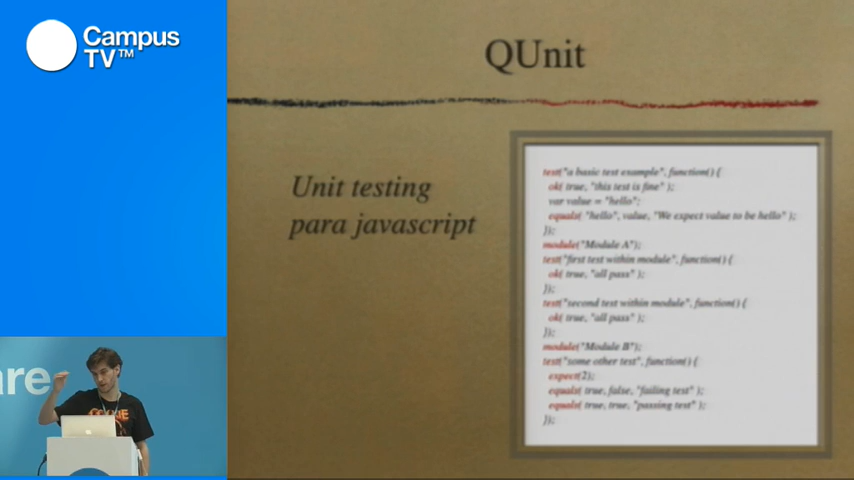 Campus
TV™
QUnit
Unit testing
para javascript
test("a basic test example", function() {
ok( true, "this test is fine" );
var value = "hello";
equals( "hello", value, "We expect value to be hello" );
});
module("Module A");
test("first test within module", function() {
ok( true, "all pass" );
});
test("second test within module", function() {
ok( true, "all pass" );
});
module("Module B");
test("some other test", function() {
expect(2);
equals( true, false, "failing test" );
equals( true, true, "passing test" );
});
are